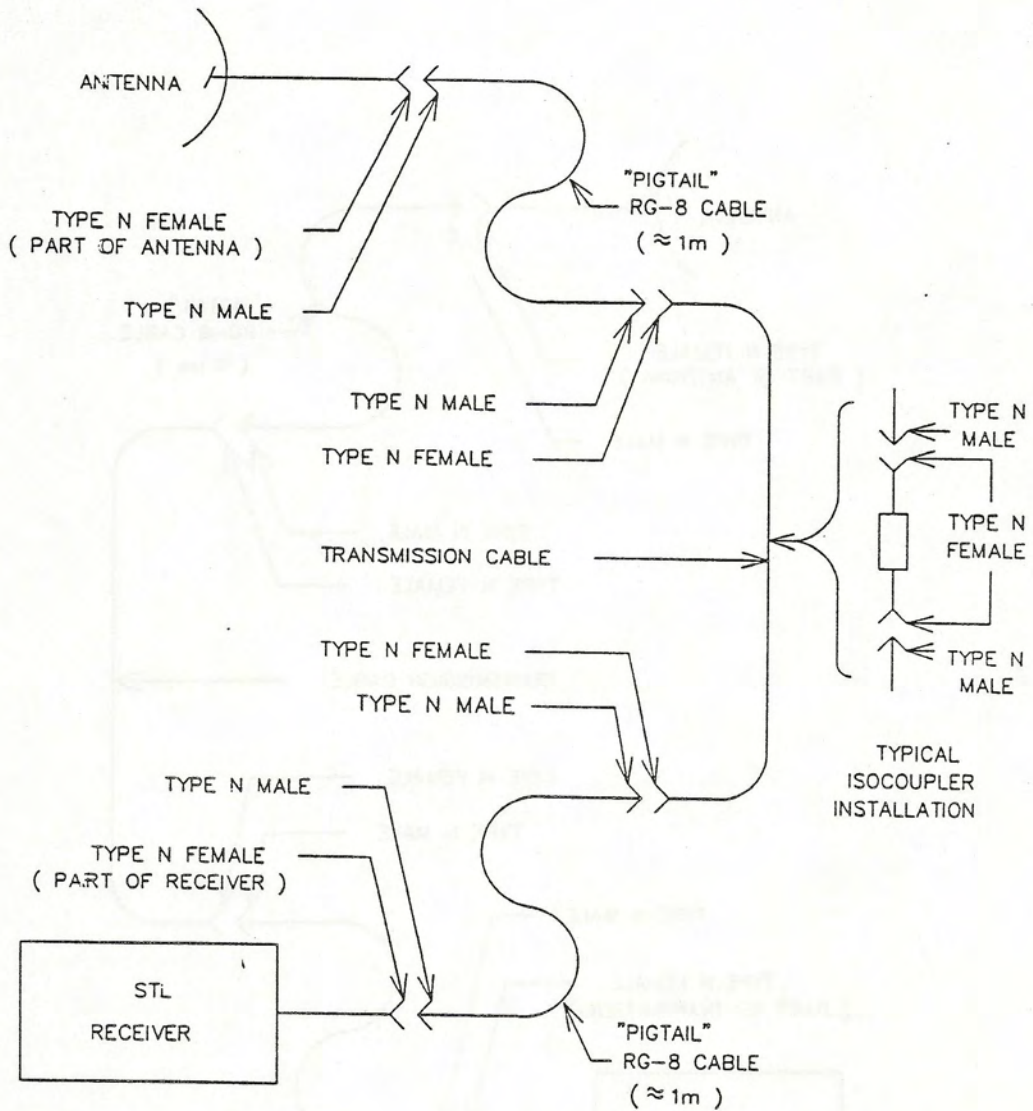 ANTENNA
"PIGTAIL"
RG-8 CABLE
( ≈ 1m )
TYPE N FEMALE
( PART OF ANTENNA )
TYPE N MALE
TYPE N MALE
TYPE N FEMALE
TYPE N
MALE
TYPE N
FEMALE
TYPE N
MALE
TRANSMISSION CABLE
TYPE N FEMALE
TYPE N MALE
TYPICAL
ISOCOUPLER
INSTALLATION
TYPE N MALE
TYPE N FEMALE
( PART OF RECEIVER )
STL
RECEIVER
"PIGTAIL"
RG-8 CABLE
( ≈ 1m )